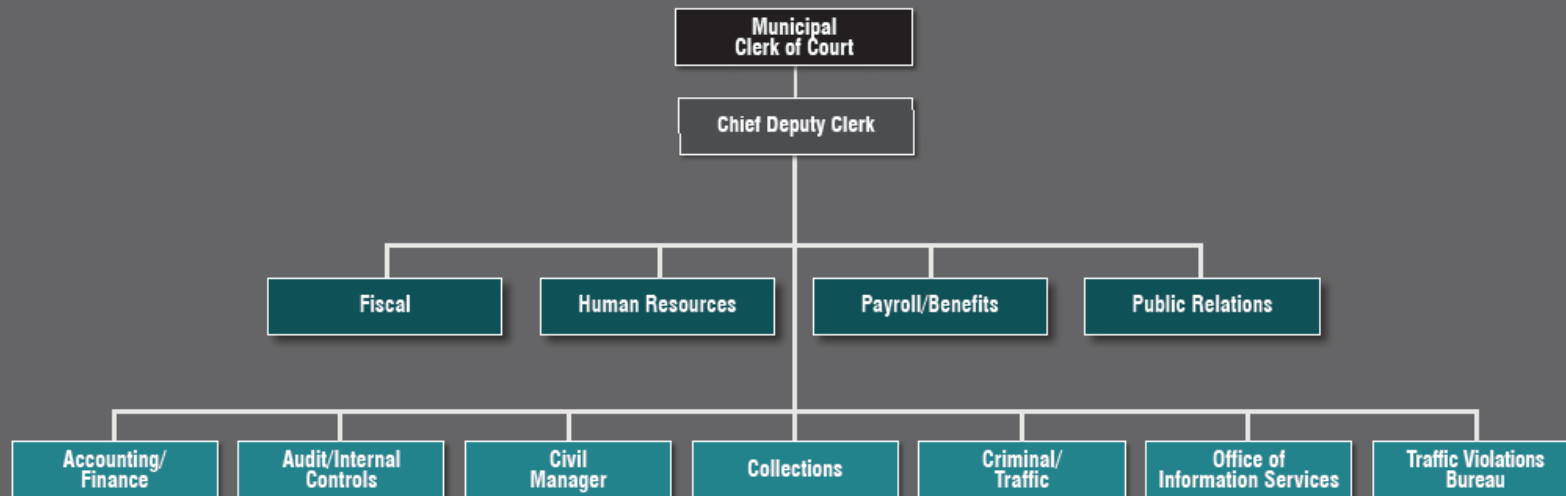 Municipal
Clerk of Court
Chief Deputy Clerk
Fiscal
Human Resources
Payroll/Benefits
Public Relations
Accounting/
Finance
Audit/Internal
Controls
Civil
Manager
Collections
Criminal/
Traffic
Office of
Information Services
Traffic Violations
Bureau